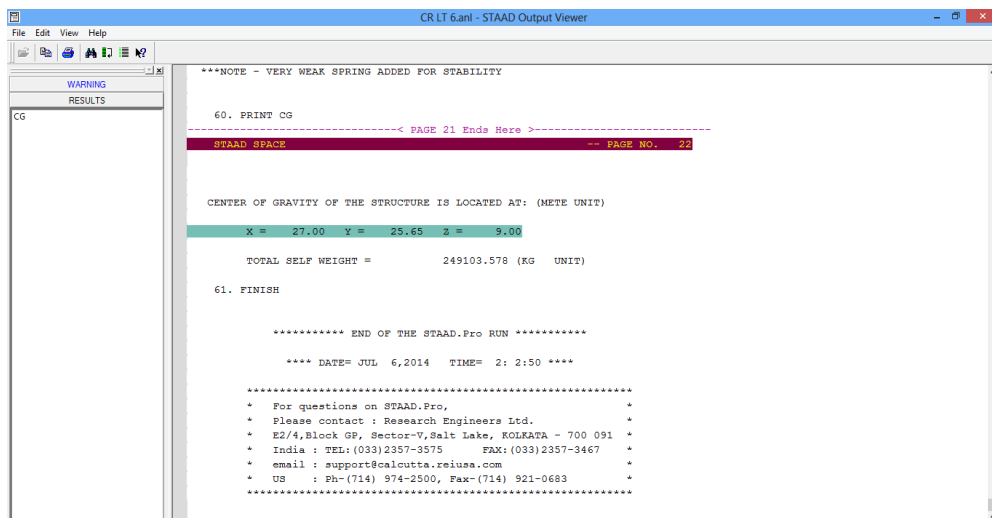 CR LT 6.anl - STAAD Output Viewer
File Edit View Help
WARNING
RESULTS
CG
***NOTE - VERY WEAK SPRING ADDED FOR STABILITY
60. PRINT CG
--------------------------------< PAGE 21 Ends Here >---------------------------
STAAD SPACE -- PAGE NO. 22
CENTER OF GRAVITY OF THE STRUCTURE IS LOCATED AT: (METE UNIT)
X = 27.00 Y = 25.65 Z = 9.00
TOTAL SELF WEIGHT = 249103.578 (KG UNIT)
61. FINISH
*********** END OF THE STAAD.Pro RUN ***********
**** DATE= JUL 6,2014 TIME= 2: 2:50 ****
***********************************************************
* For questions on STAAD.Pro, *
* Please contact : Research Engineers Ltd. *
* E2/4,Block GP, Sector-V,Salt Lake, KOLKATA - 700 091 *
* India : TEL:(033)2357-3575 FAX:(033)2357-3467 *
* email : support@calcutta.reiusa.com *
* US : Ph-(714) 974-2500, Fax-(714) 921-0683 *
***********************************************************